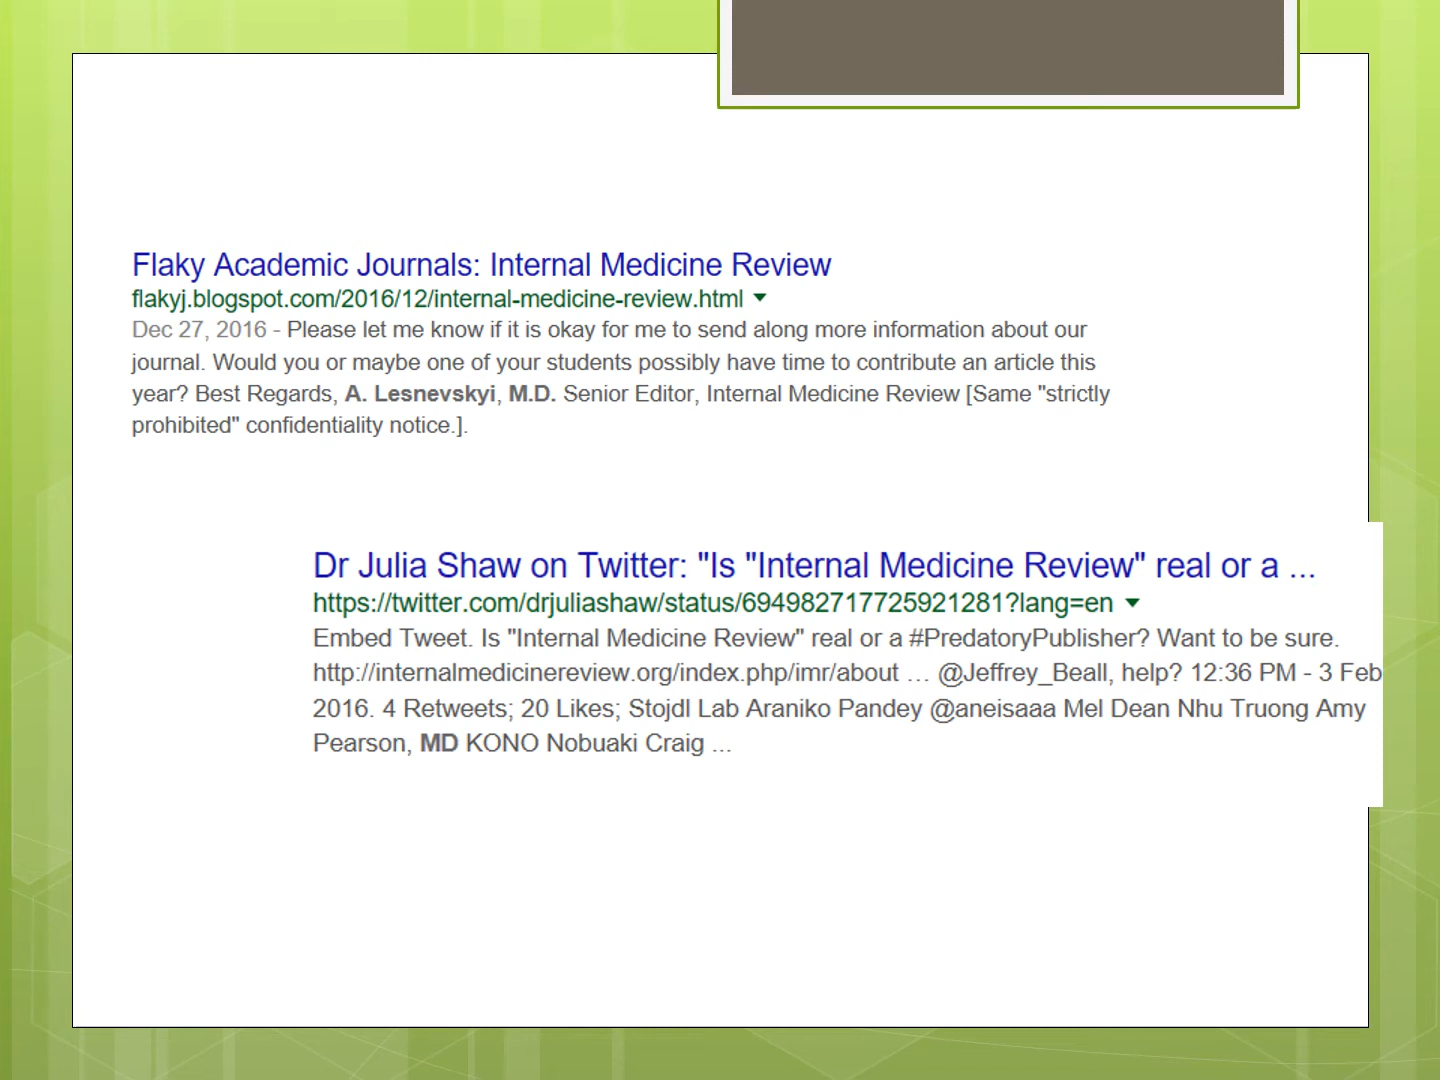 Flaky Academic Journals: Internal Medicine Review
flakyj.blogspot.com/2016/12/internal-medicine-review.html
Dec 27, 2016 - Please let me know if it is okay for me to send along more information about our
journal. Would you or maybe one of your students possibly have time to contribute an article this
year? Best Regards, A. Lesnevskyi, M.D. Senior Editor, Internal Medicine Review [Same "strictly
prohibited" confidentiality notice.].
Dr Julia Shaw on Twitter: "Is "Internal Medicine Review" real or a ...
https://twitter.com/drjuliashaw/status/694982717725921281?lang=en
Embed Tweet. Is "Internal Medicine Review" real or a #PredatoryPublisher? Want to be sure.
http://internalmedicinereview.org/index.php/imr/about … @Jeffrey_Beall, help? 12:36 PM - 3 Feb
2016. 4 Retweets; 20 Likes; Stojdl Lab Araniko Pandey @aneisaaa Mel Dean Nhu Truong Amy
Pearson, MD KONO Nobuaki Craig ...